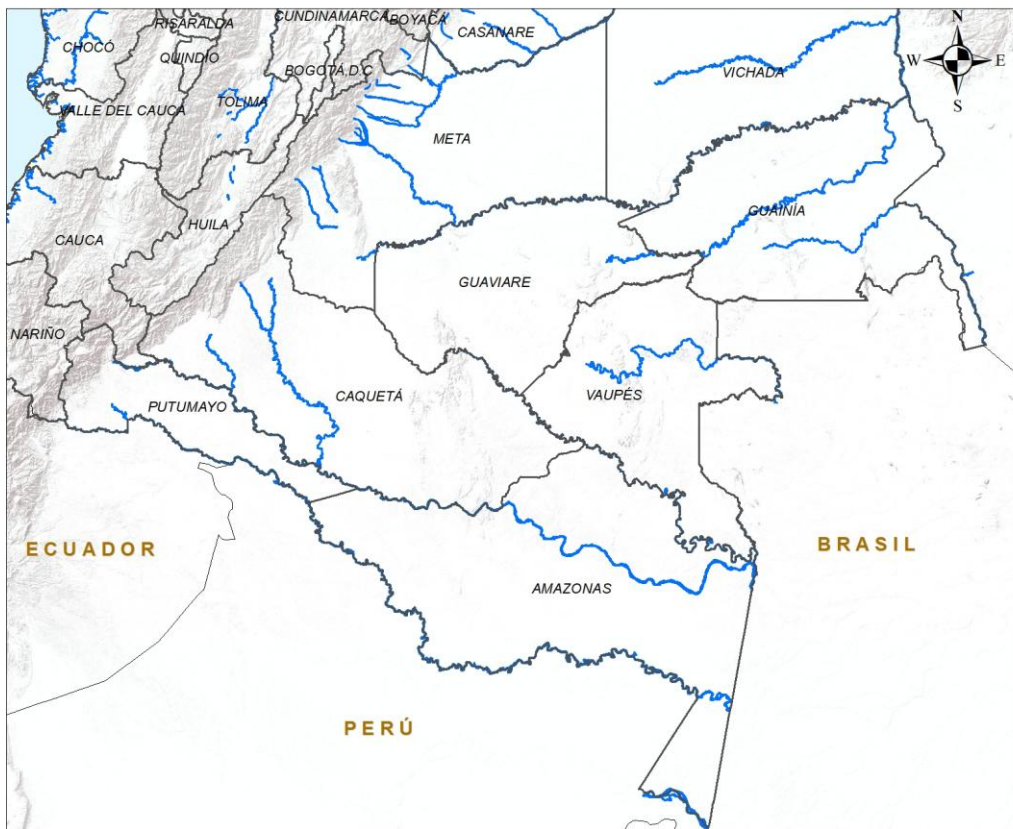 CUNDINAMARCA
BOYACÁ
RISARALDA
CASANARE
N
CHOCÓ
QUINDÍO
BOGOTÁ, D.C
VICHADA
W
E
S
VALLE DEL CAUCA
TOLIMA
META
GUAINÍA
CAUCA
HUILA
GUAVIARE
NARIÑO
PUTUMAYO
CAQUETÁ
VAUPÉS
ECUADOR
BRASIL
AMAZONAS
PERÚ